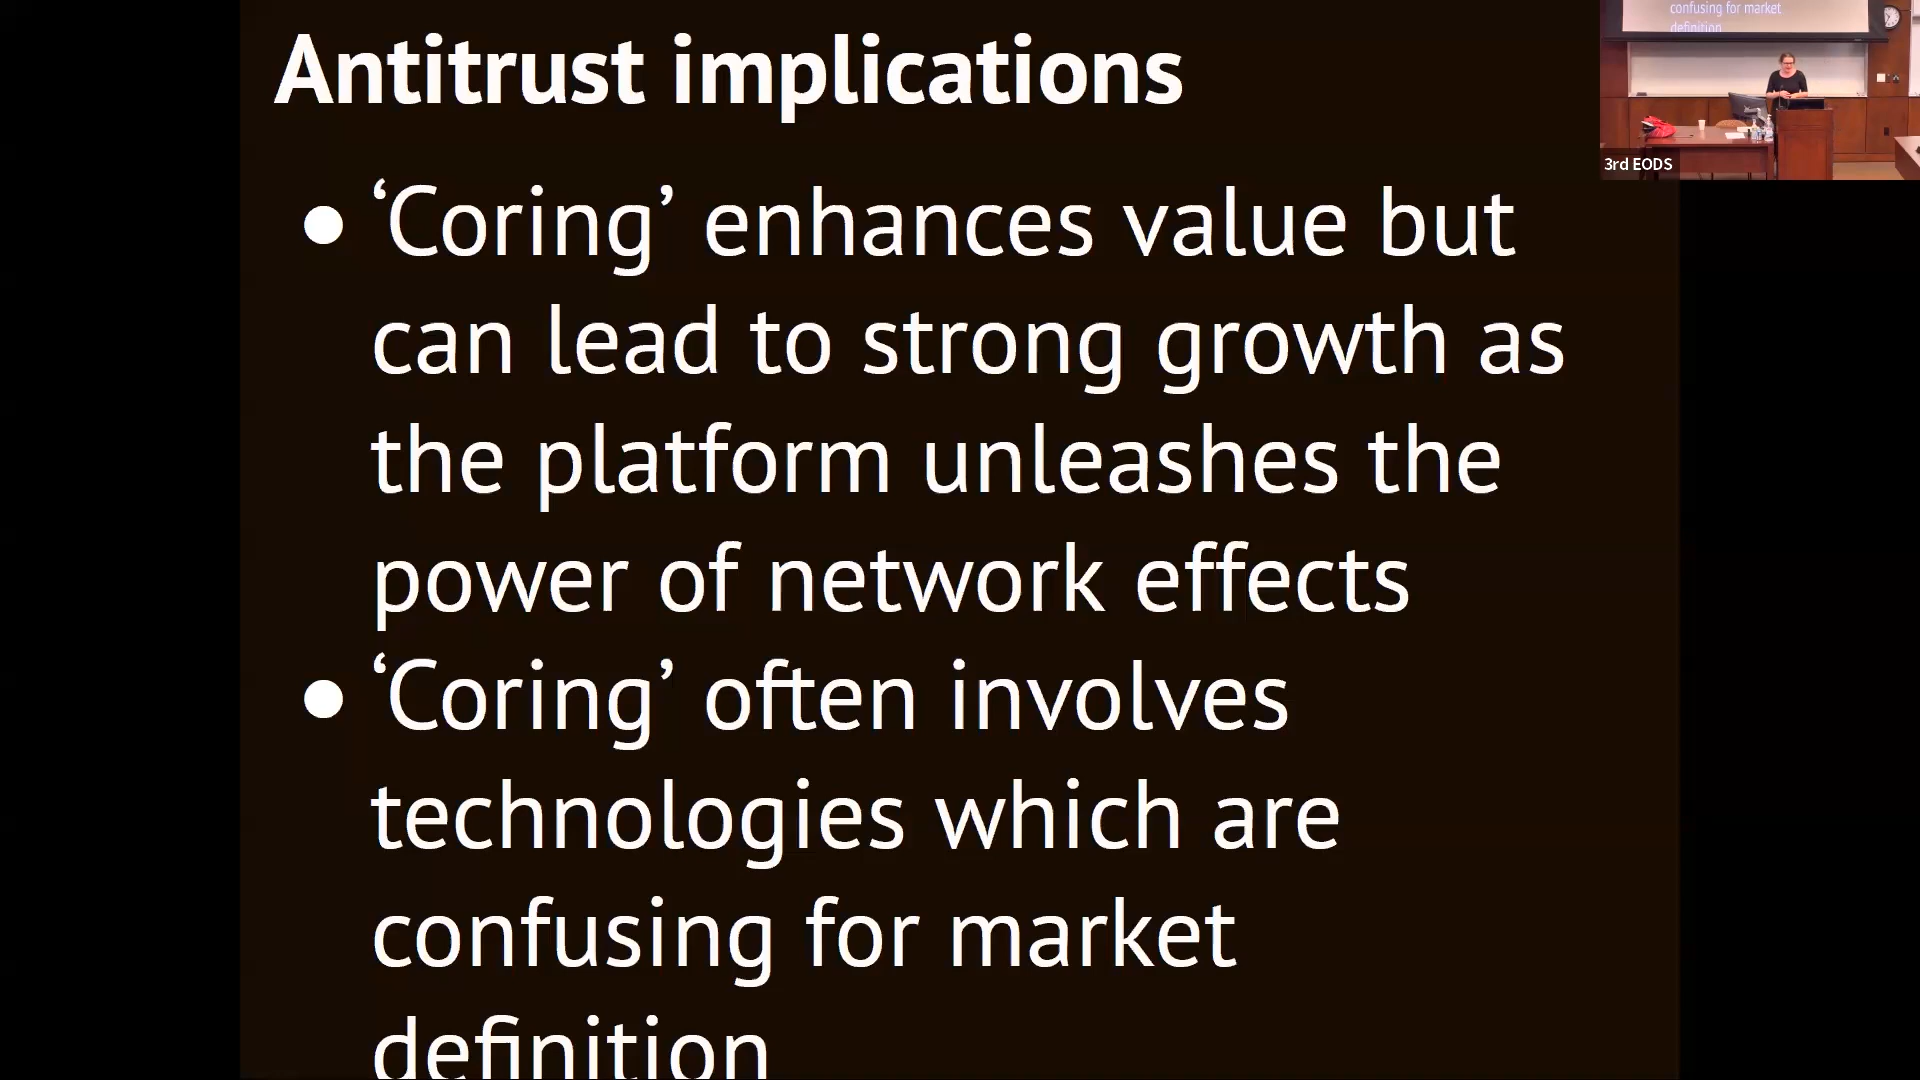 Antitrust implications
● ‘Coring’ enhances value but
can lead to strong growth as
the platform unleashes the
power of network effects
● ‘Coring’ often involves
technologies which are
confusing for market
definition
confusing for market
definition
3rd EODS